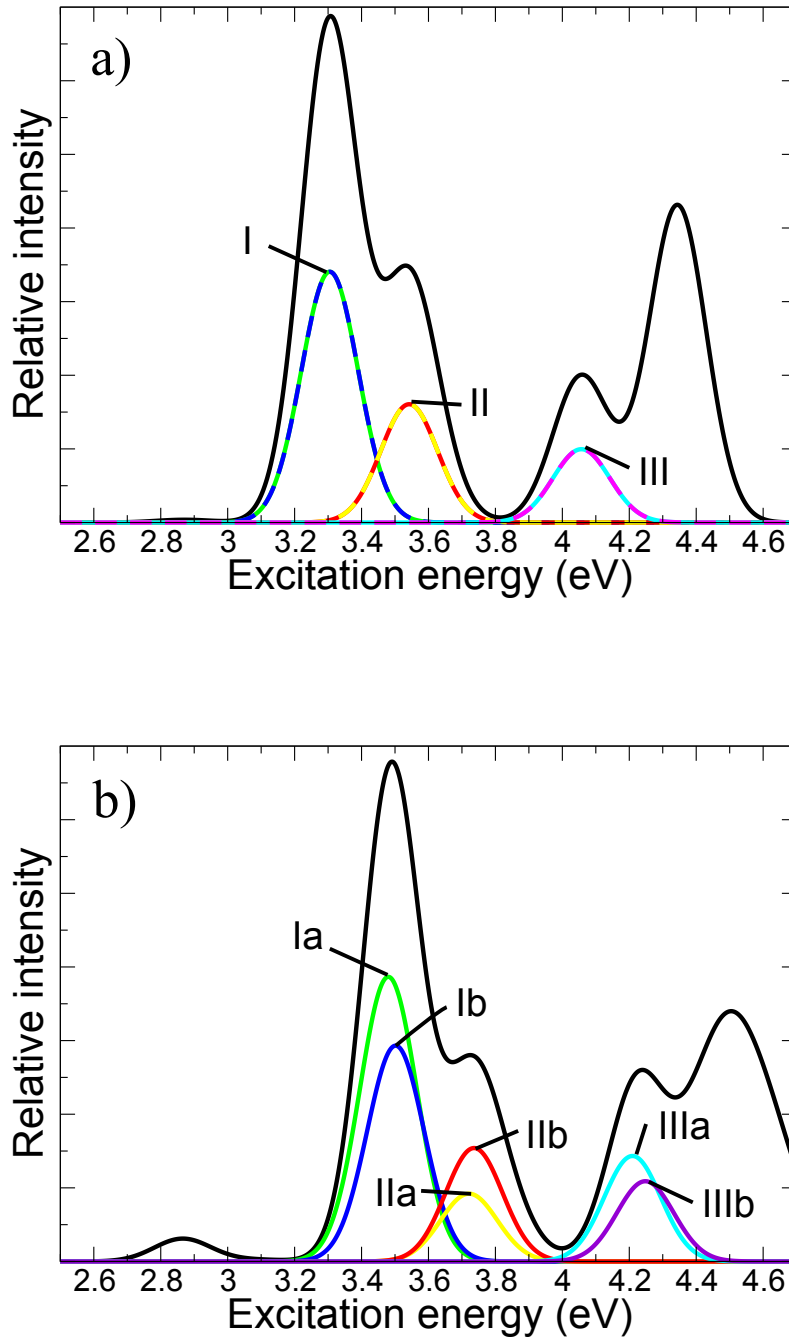 a)
I
II
III
Relative intensity
2.6 2.8 3 3.2 3.4 3.6 3.8 4 4.2 4.4 4.6
Excitation energy (eV)
b)
Ia
Ib
IIb
IIa
IIIa
IIIb
Relative intensity
2.6 2.8 3 3.2 3.4 3.6 3.8 4 4.2 4.4 4.6
Excitation energy (eV)